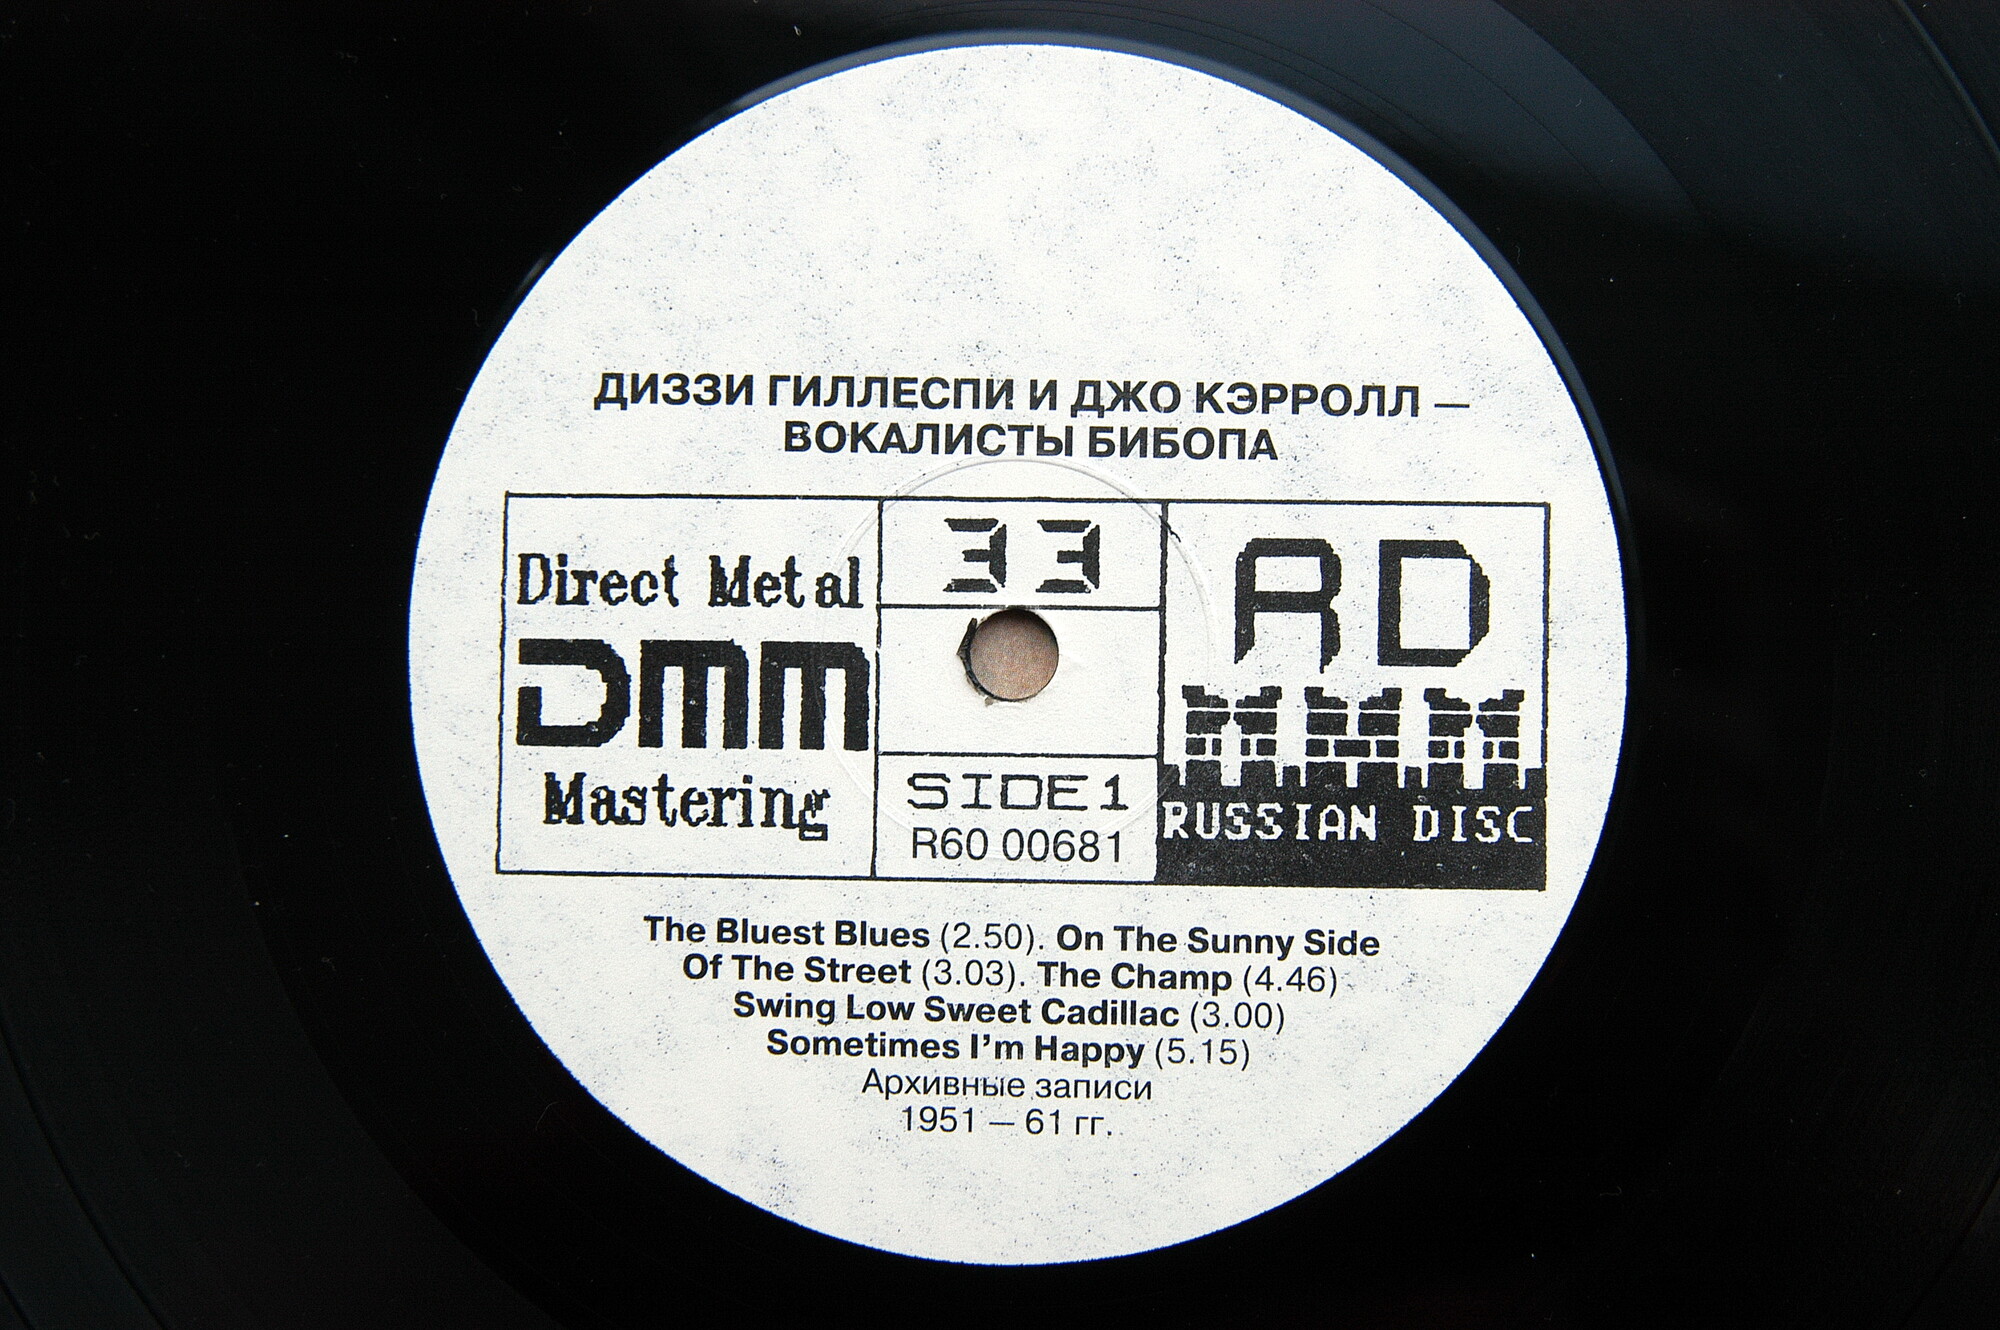 ДИЗЗИ ГИЛЛЕСПИ И ДЖО КЭРРОЛЛ —
ВОКАЛИСТЫ БИБОПА
Direct Metal
DMM
Mastering
33
SIDE 1
R60 00681
RD
RUSSIAN DISC
The Bluest Blues (2.50). On The Sunny Side
Of The Street (3.03). The Champ (4.46)
Swing Low Sweet Cadillac (3.00)
Sometimes I'm Happy (5.15)
Архивные записи
1951 — 61 гг.